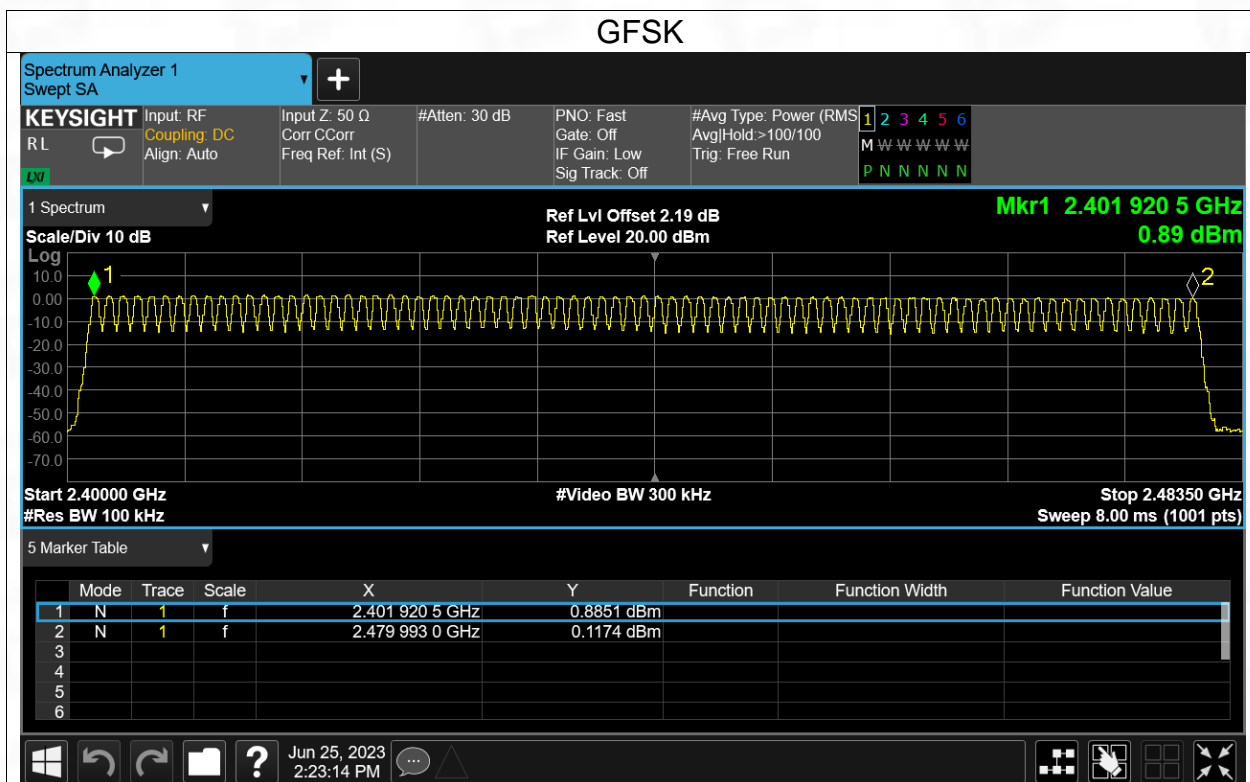 GFSK
Spectrum Analyzer 1
Swept SA
+
KEYSIGHT
RL
LXI
Input: RF
Coupling: DC
Align: Auto
Input Z: 50 Ω
Corr CCorr
Freq Ref: Int (S)
#Atten: 30 dB
PNO: Fast
Gate: Off
IF Gain: Low
Sig Track: Off
#Avg Type: Power (RMS
Avg|Hold:>100/100
Trig: Free Run
1 2 3 4 5 6
M W W W W W
P N N N N N
1 Spectrum
Scale/Div 10 dB
Ref Lvl Offset 2.19 dB
Ref Level 20.00 dBm
Mkr1 2.401 920 5 GHz
0.89 dBm
Log
10.0
0.00
-10.0
-20.0
-30.0
-40.0
-50.0
-60.0
-70.0
1
2
Start 2.40000 GHz
#Res BW 100 kHz
#Video BW 300 kHz
Stop 2.48350 GHz
Sweep 8.00 ms (1001 pts)
5 Marker Table
Mode Trace Scale X Y Function Function Width Function Value
1 N 1 f 2.401 920 5 GHz 0.8851 dBm
2 N 1 f 2.479 993 0 GHz 0.1174 dBm
3
4
5
6
?
Jun 25, 2023
2:23:14 PM